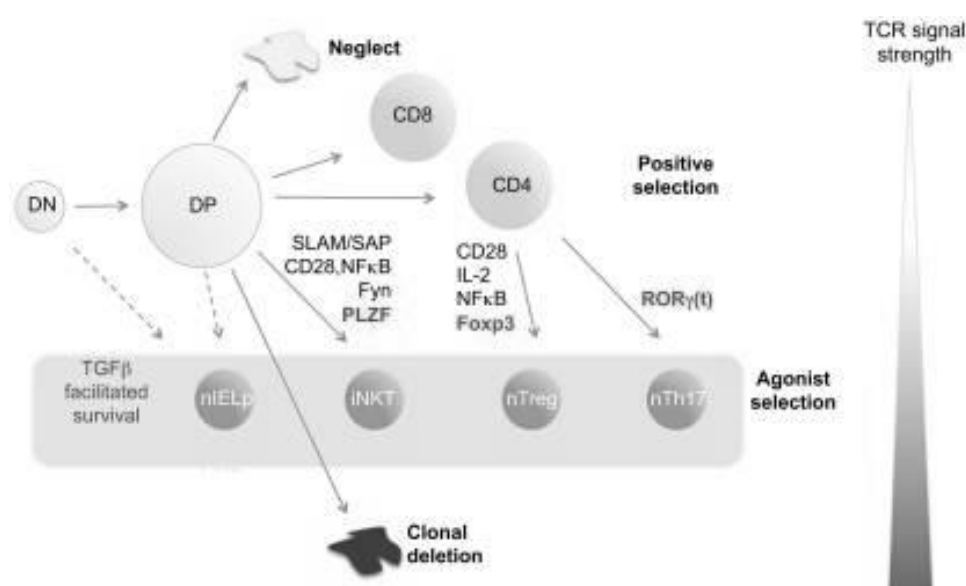 TCR signal
strength
Neglect
CD8
Positive
selection
CD4
DN
DP
SLAM/SAP
CD28,NFκB
Fyn
PLZF
CD28
IL-2
NFκB
Foxp3
RORγ(t)
TGFβ
facilitated
survival
nIELp
iNKT
nTreg
nTh17
Agonist
selection
Clonal
deletion